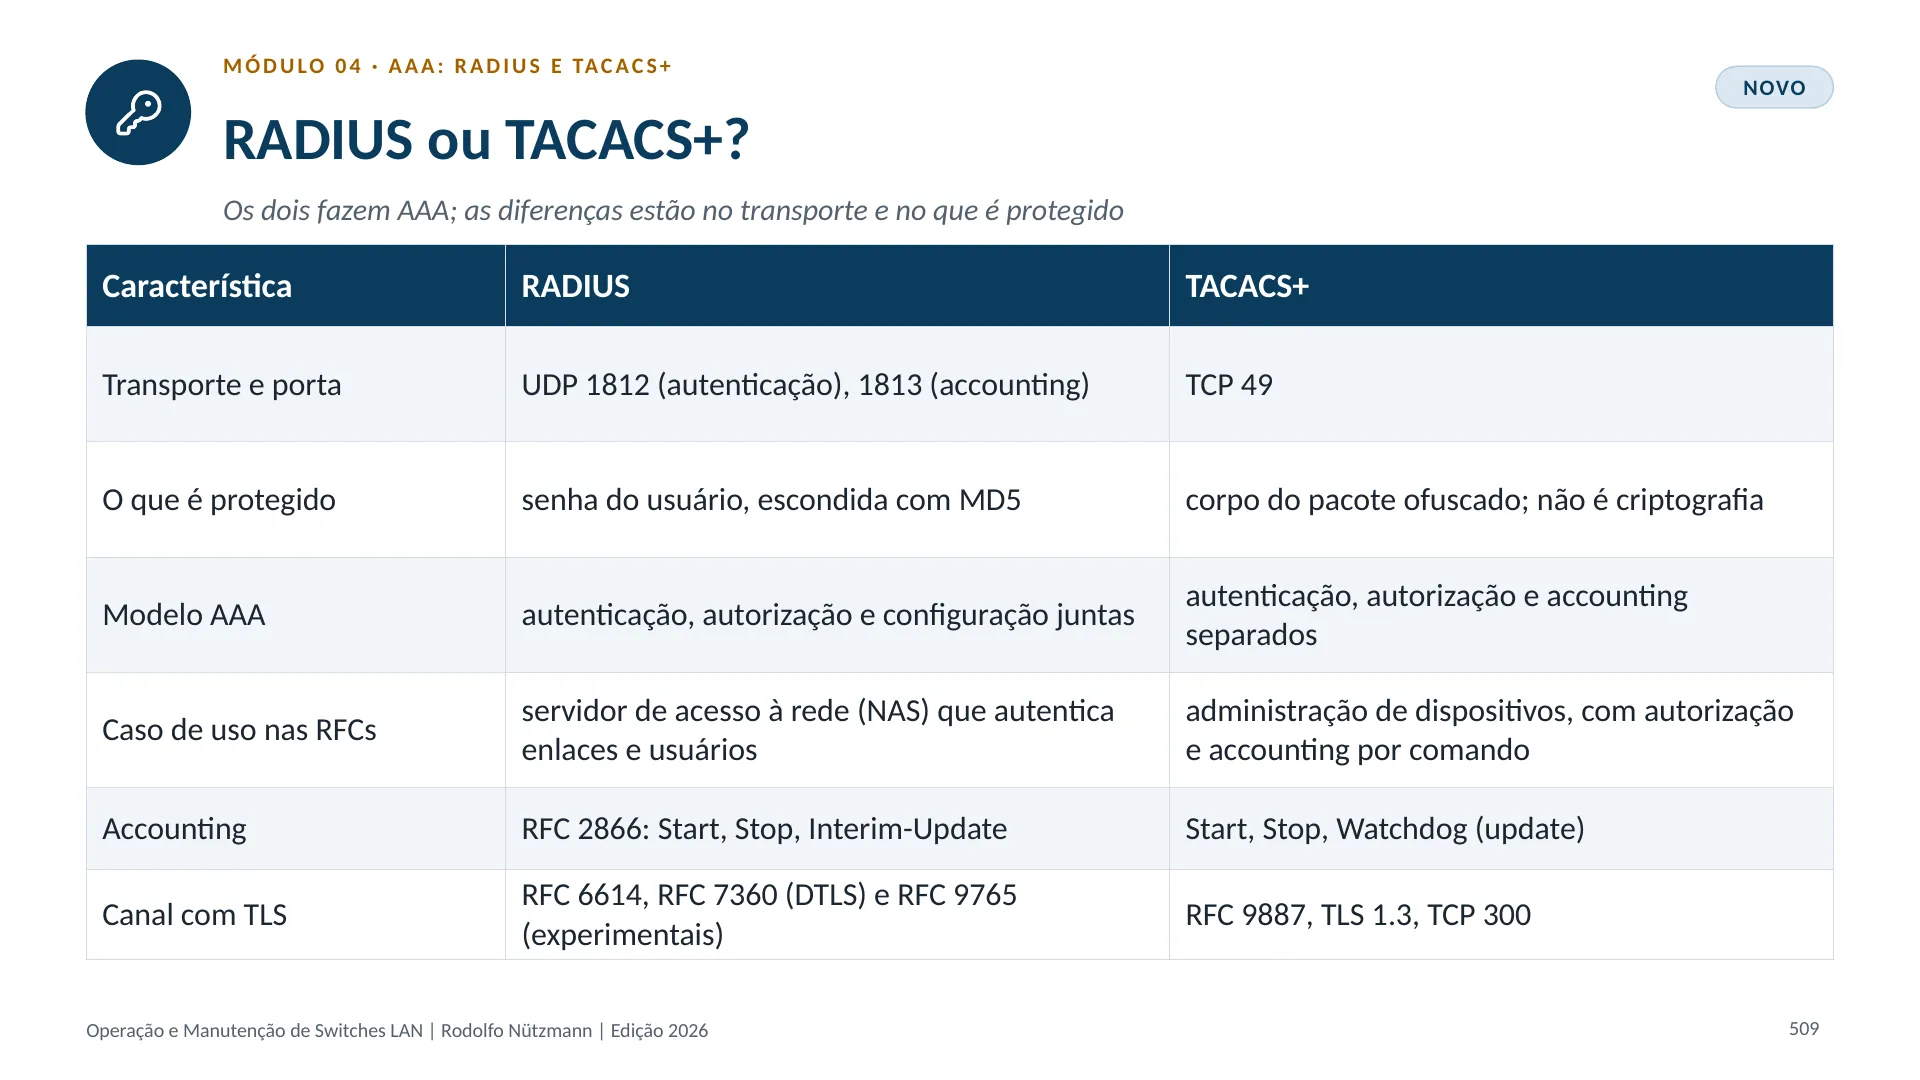 MÓDULO 04 · AAA: RADIUS E TACACS+
NOVO
RADIUS ou TACACS+?
Os dois fazem AAA; as diferenças estão no transporte e no que é protegido
Característica
RADIUS
TACACS+
Transporte e porta
UDP 1812 (autenticação), 1813 (accounting)
TCP 49
O que é protegido
senha do usuário, escondida com MD5
corpo do pacote ofuscado; não é criptografia
Modelo AAA
autenticação, autorização e configuração juntas
autenticação, autorização e accounting
separados
Caso de uso nas RFCs
servidor de acesso à rede (NAS) que autentica
enlaces e usuários
administração de dispositivos, com autorização
e accounting por comando
Accounting
RFC 2866: Start, Stop, Interim-Update
Start, Stop, Watchdog (update)
Canal com TLS
RFC 6614, RFC 7360 (DTLS) e RFC 9765
(experimentais)
RFC 9887, TLS 1.3, TCP 300
Operação e Manutenção de Switches LAN | Rodolfo Nützmann | Edição 2026
509